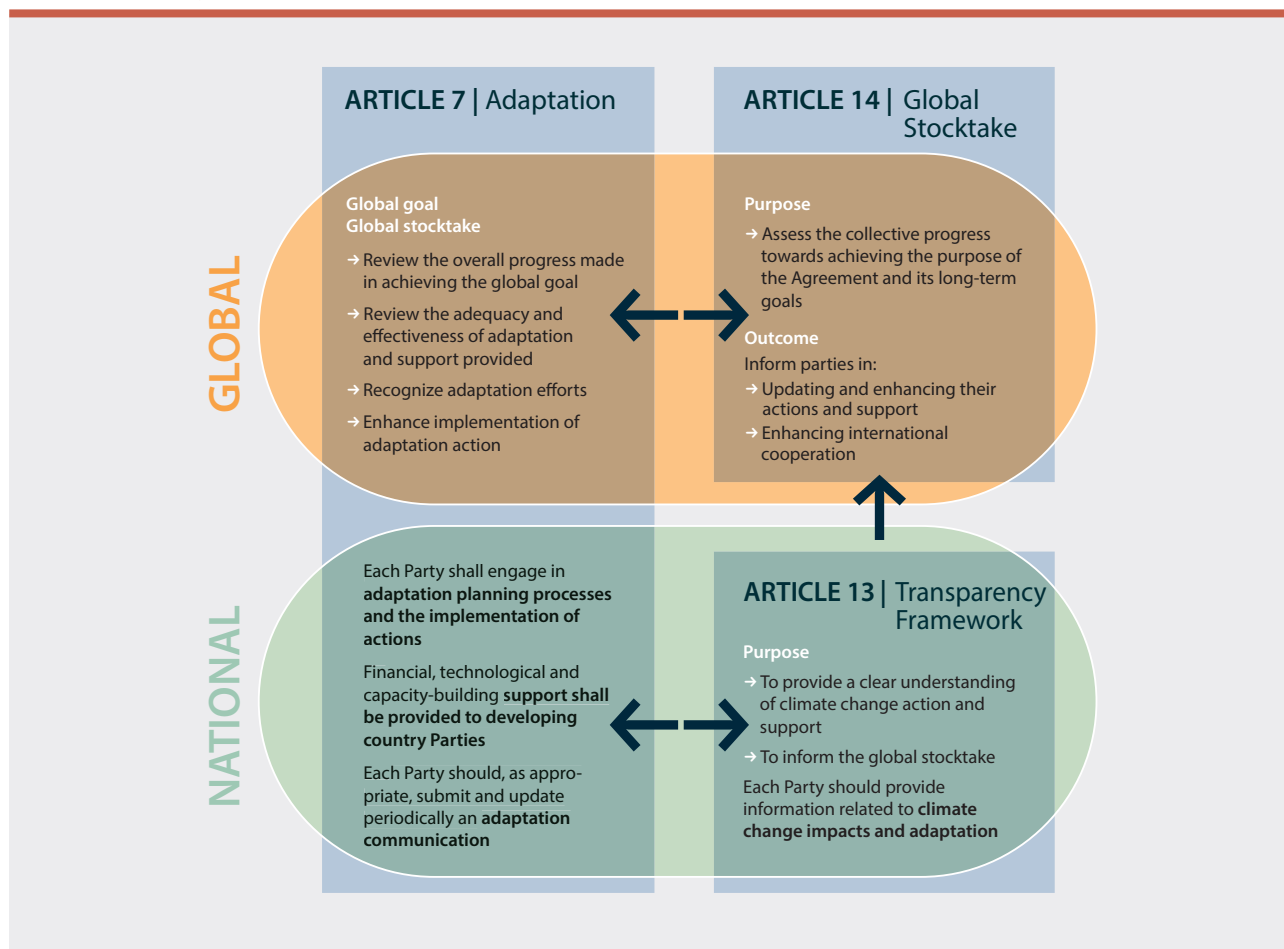 ARTICLE 7 | Adaptation
GLOBAL
Global goal
Global stocktake
→ Review the overall progress made
in achieving the global goal
→ Review the adequacy and
effectiveness of adaptation
and support provided
→ Recognize adaptation efforts
→ Enhance implementation of
adaptation action
ARTICLE 14 | Global
Stocktake
Purpose
→ Assess the collective progress
towards achieving the purpose of
the Agreement and its long-term
goals
Outcome
Inform parties in:
→ Updating and enhancing their
actions and support
→ Enhancing international
cooperation
NATIONAL
Each Party shall engage in
adaptation planning processes
and the implementation of
actions
Financial, technological and
capacity-building support shall
be provided to developing
country Parties
Each Party should, as appro-
priate, submit and update
periodically an adaptation
communication
ARTICLE 13 | Transparency
Framework
Purpose
→ To provide a clear understanding
of climate change action and
support
→ To inform the global stocktake
Each Party should provide
information related to climate
change impacts and adaptation